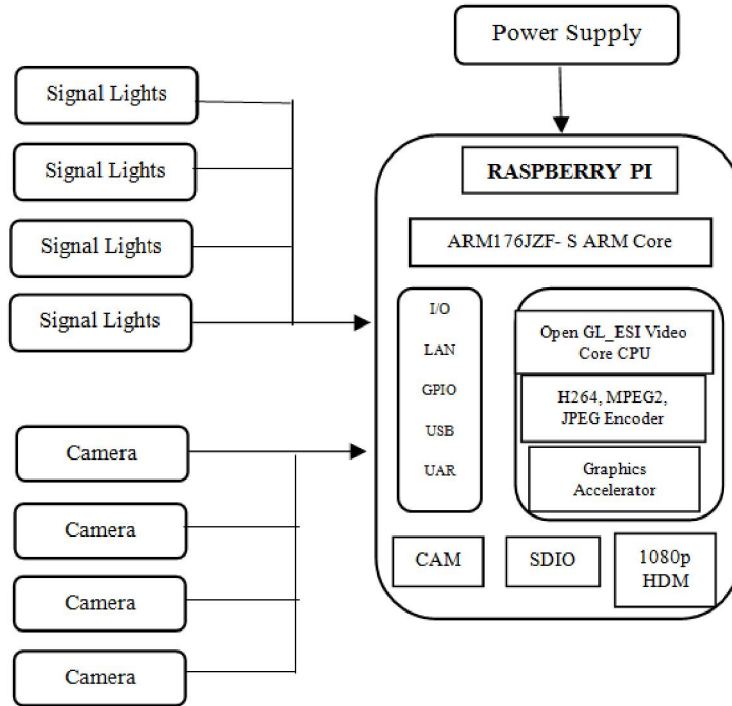 Power Supply
Signal Lights
Signal Lights
Signal Lights
Signal Lights
Camera
Camera
Camera
Camera
RASPBERRY PI
ARM176JZF- S ARM Core
I/O
LAN
GPIO
USB
UAR
Open GL_ESI Video
Core CPU
H264, MPEG2,
JPEG Encoder
Graphics
Accelerator
CAM
SDIO
1080p
HDM